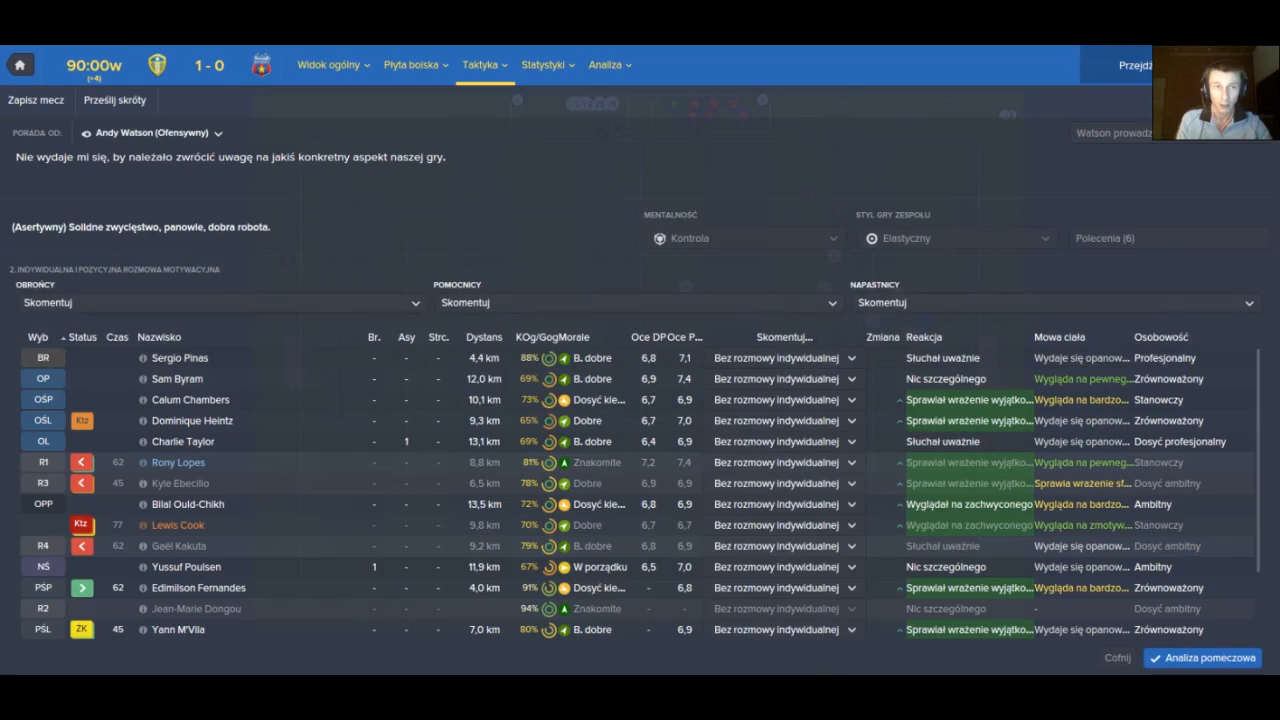 90:00w 1 - 0 Widok ogólny Płyta boiska Taktyka Statystyki Analiza Przejdź
(+4)
Zapisz mecz Prześlij skróty
PORADA OD: Andy Watson (Ofensywny) Watson prowadz
Nie wydaje mi się, by należało zwrócić uwagę na jakiś konkretny aspekt naszej gry.
MENTALNOŚĆ STYL GRY ZESPOŁU
(Asertywny) Solidne zwycięstwo, panowie, dobra robota.
Kontrola Elastyczny Polecenia (6)
2. INDYWIDUALNA I POZYCYJNA ROZMOWA MOTYWACYJNA
OBROŃCY POMOCNICY NAPASTNICY
Skomentuj Skomentuj Skomentuj
Wyb Status Czas Nazwisko Br. Asy Strc. Dystans KOg/GogMorale Oce DP Oce P... Skomentuj... Zmiana Reakcja Mowa ciała Osobowość
BR Sergio Pinas - - - 4,4 km 88% B. dobre 6,8 7,1 Bez rozmowy indywidualnej Słuchał uważnie Wydaje się opanow... Profesjonalny
OP Sam Byram - - - 12,0 km 69% B. dobre 6,9 7,4 Bez rozmowy indywidualnej Nic szczególnego Wygląda na pewneg... Zrównoważony
OŚP Calum Chambers - - - 10,1 km 73% Dosyć kie... 6,7 6,9 Bez rozmowy indywidualnej Sprawiał wrażenie wyjątko... Wygląda na bardzo... Stanowczy
OŚL Ktz Dominique Heintz - - - 9,3 km 65% Dobre 6,7 7,0 Bez rozmowy indywidualnej Sprawiał wrażenie wyjątko... Wydaje się opanow... Zrównoważony
OL Charlie Taylor - 1 - 13,1 km 69% B. dobre 6,4 6,9 Bez rozmowy indywidualnej Słuchał uważnie Wydaje się opanow... Dosyć profesjonalny
R1 62 Rony Lopes - - - 8,8 km 81% Znakomite 7,2 7,4 Bez rozmowy indywidualnej Sprawiał wrażenie wyjątko... Wygląda na pewneg... Stanowczy
R3 45 Kyle Ebecilio - - - 6,5 km 78% Dobre 6,9 6,9 Bez rozmowy indywidualnej Sprawiał wrażenie wyjątko... Sprawia wrażenie sf... Dosyć ambitny
OPP Bilal Ould-Chikh - - - 13,5 km 72% Dosyć kie... 6,8 6,9 Bez rozmowy indywidualnej Wyglądał na zachwyconego Wygląda na bardzo... Ambitny
Ktz 77 Lewis Cook - - - 9,8 km 70% Dobre 6,7 6,7 Bez rozmowy indywidualnej Wyglądał na zachwyconego Wygląda na zmotyw... Stanowczy
R4 62 Gaël Kakuta - - - 9,2 km 79% B. dobre 6,8 6,9 Bez rozmowy indywidualnej Słuchał uważnie Wydaje się opanow... Dosyć ambitny
NŚ Yussuf Poulsen 1 - - 11,9 km 67% W porządku 6,5 7,0 Bez rozmowy indywidualnej Nic szczególnego Wydaje się opanow... Ambitny
PŚP 62 Edimilson Fernandes - - - 4,0 km 91% Dosyć kie... - 6,8 Bez rozmowy indywidualnej Sprawiał wrażenie wyjątko... Wygląda na bardzo... Zrównoważony
R2 Jean-Marie Dongou - - - 94% Znakomite - - Bez rozmowy indywidualnej Nic szczególnego - Dosyć ambitny
PŚL ŻK 45 Yann M'Vila - - - 7,0 km 80% B. dobre - 6,9 Bez rozmowy indywidualnej Sprawiał wrażenie wyjątko... Wydaje się opanow... Zrównoważony
Cofnij Analiza pomeczowa